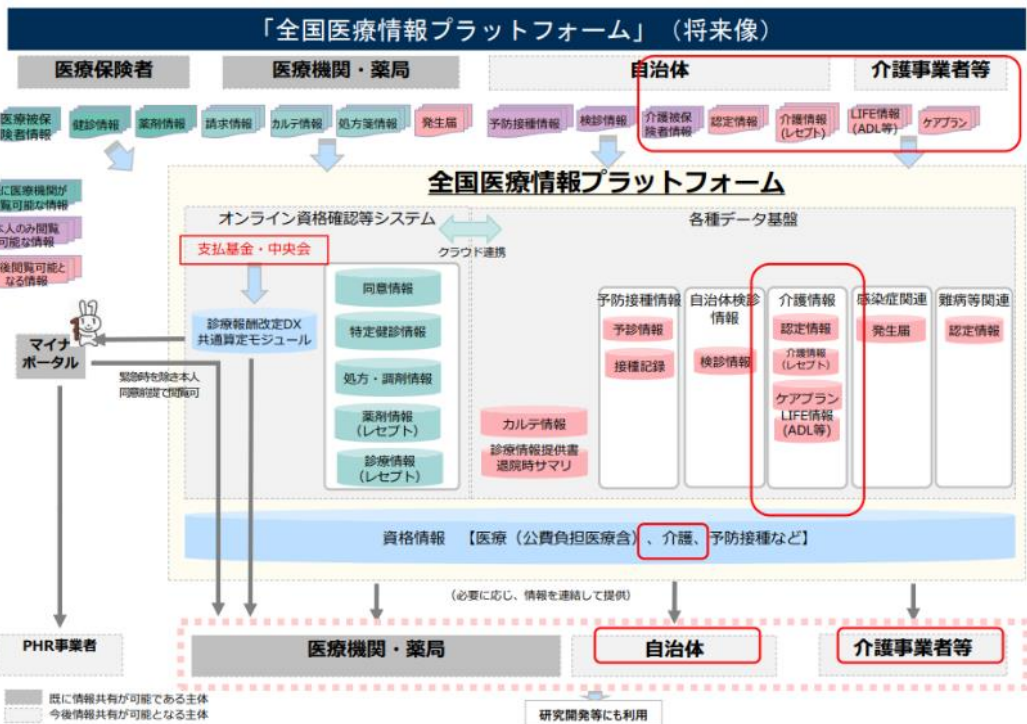 「全国医療情報プラットフォーム」（将来像）
医療保険者
医療機関・薬局
自治体
介護事業者等
医療被保
険者情報
健診情報
薬剤情報
請求情報
カルテ情報
処方箋情報
発生届
予防接種情報
検診情報
介護被保
険者情報
認定情報
介護情報
(レセプト)
LIFE情報
(ADL等)
ケアプラン
に医療機関が
覧可能な情報
人のみ閲覧
可能な情報
後閲覧可能と
なる情報
全国医療情報プラットフォーム
オンライン資格確認等システム
クラウド連携
各種データ基盤
支払基金・中央会
診療報酬改定DX
共通算定モジュール
同意情報
特定健診情報
処方・調剤情報
薬剤情報
(レセプト)
診療情報
(レセプト)
カルテ情報
診療情報提供書
退院時サマリ
予防接種情報
予診情報
接種記録
自治体検診
情報
検診情報
介護情報
認定情報
介護情報
(レセプト)
ケアプラン
LIFE情報
(ADL等)
感染症関連
発生届
難病等関連
認定情報
マイナ
ポータル
緊急時を除き本人
同意前提で閲覧可
資格情報 【医療（公費負担医療含）、介護、予防接種など】
（必要に応じ、情報を連結して提供）
PHR事業者
医療機関・薬局
自治体
介護事業者等
既に情報共有が可能である主体
今後情報共有が可能となる主体
研究開発等にも利用